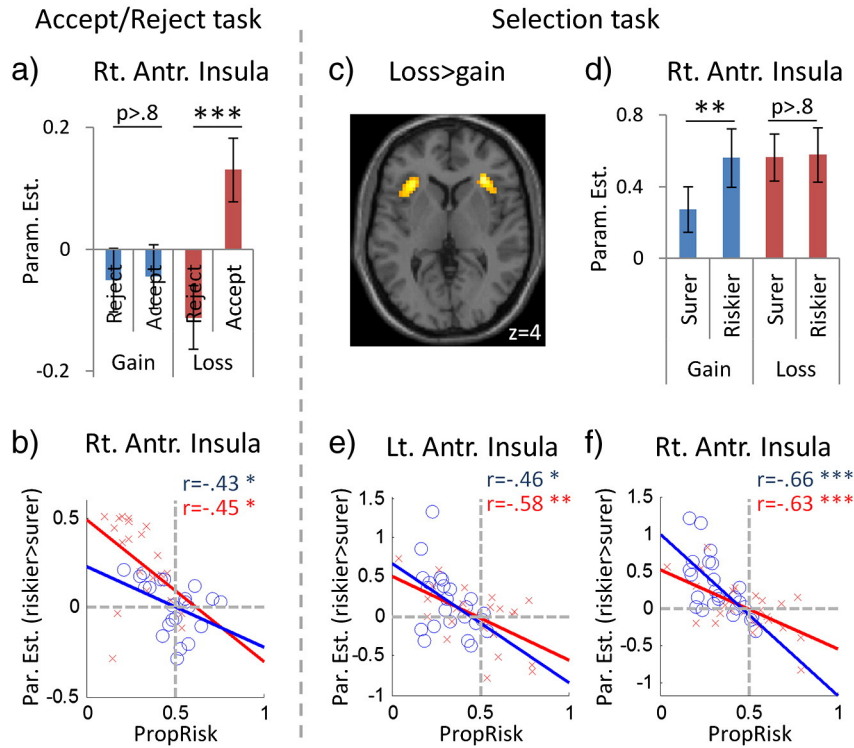 Accept/Reject task
Selection task
a) Rt. Antr. Insula
p>.8 ***
0.2
0
-0.2
Param. Est.
Reject Accept Reject Accept
Gain Loss
c) Loss>gain
z=4
d) Rt. Antr. Insula
** p>.8
0.8
0.4
0
Param. Est.
Surer Riskier Surer Riskier
Gain Loss
b) Rt. Antr. Insula
r=-.43 *
r=-.45 *
0.5
0
-0.5
Par. Est. (riskier>surer)
0 0.5 1
PropRisk
e) Lt. Antr. Insula
r=-.46 *
r=-.58 **
1.5
1
0.5
0
-0.5
-1
Par. Est. (riskier>surer)
0 0.5 1
PropRisk
f) Rt. Antr. Insula
r=-.66 ***
r=-.63 ***
1.5
1
0.5
0
-0.5
-1
Par. Est. (riskier>surer)
0 0.5 1
PropRisk